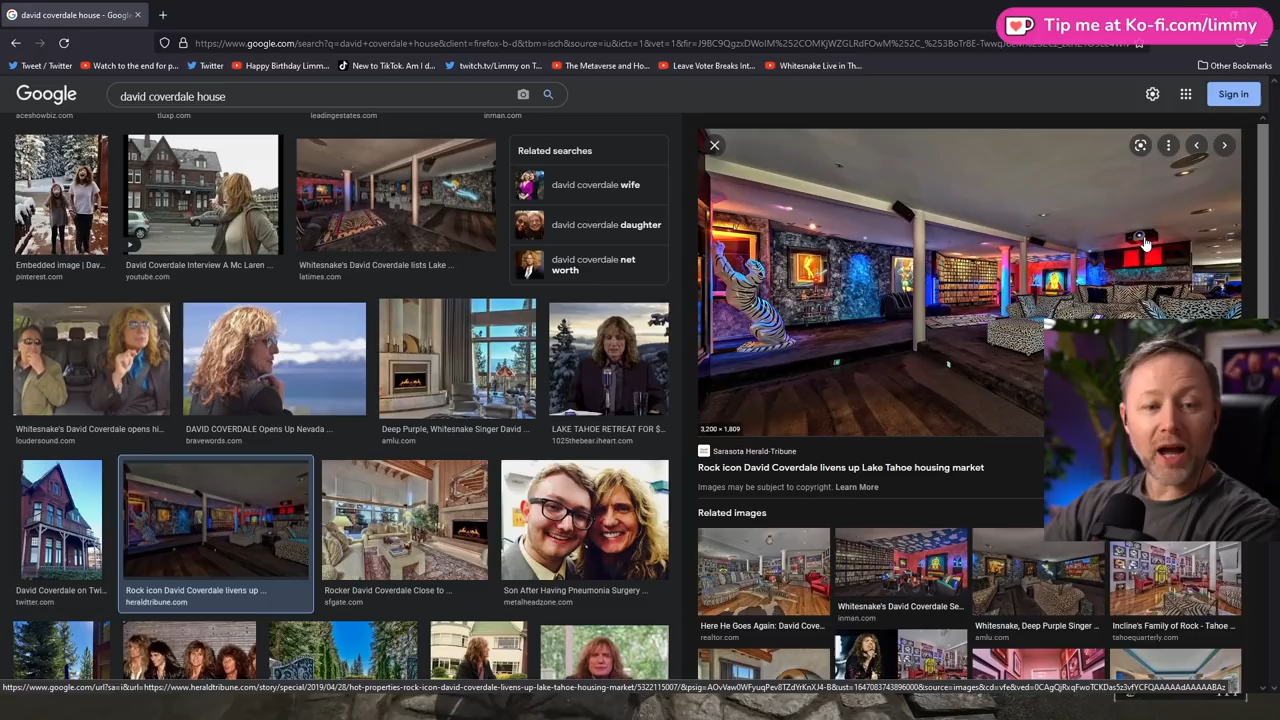 david coverdale house - Googl
Tip me at Ko-fi.com/limmy
Tweet / Twitter
Watch to the end for p...
Twitter
Happy Birthday Limm...
New to TikTok. Am I d...
twitch.tv/Limmy on T...
The Metaverse and Ho...
Leave Voter Breaks Int...
Whitesnake Live in Th...
Other Bookmarks
Google
david coverdale house
Sign in
aceshowbiz.com
tluxp.com
leadingestates.com
inman.com
Related searches
david coverdale wife
david coverdale daughter
david coverdale net
worth
Embedded image | Dav...
pinterest.com
David Coverdale Interview A Mc Laren ...
youtube.com
Whitesnake's David Coverdale lists Lake ...
latimes.com
Whitesnake's David Coverdale opens hi...
loudersound.com
DAVID COVERDALE Opens Up Nevada ...
bravewords.com
Deep Purple, Whitesnake Singer David ...
amlu.com
LAKE TAHOE RETREAT FOR $...
1025thebear.iheart.com
David Coverdale on Twi...
twitter.com
Rock icon David Coverdale livens up ...
heraldtribune.com
Rocker David Coverdale Close to ...
sfgate.com
Son After Having Pneumonia Surgery ...
metalheadzone.com
3,200 × 1,809
Sarasota Herald-Tribune
Rock icon David Coverdale livens up Lake Tahoe housing market
Images may be subject to copyright. Learn More
Related images
Here He Goes Again: David Cove...
realtor.com
Whitesnake's David Coverdale Se...
inman.com
Whitesnake, Deep Purple Singer ...
amlu.com
Incline's Family of Rock - Tahoe ...
tahoequarterly.com